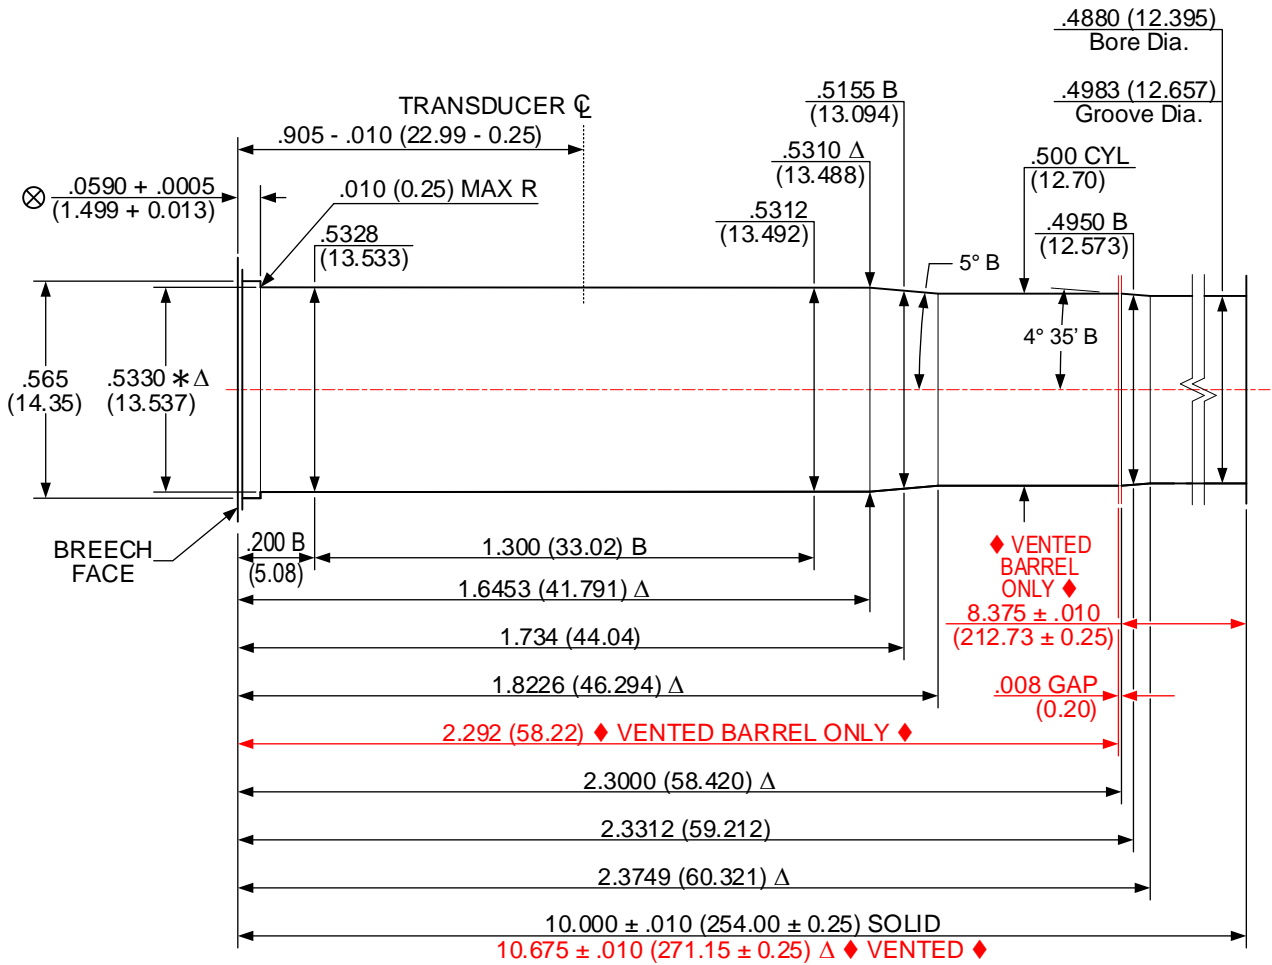 .4880 (12.395)
Bore Dia.
.5155 B
(13.094)
.4983 (12.657)
Groove Dia.
TRANSDUCER ℄
.905 - .010 (22.99 - 0.25)
.5310 Δ
(13.488)
.500 CYL
(12.70)
⊗ .0590 + .0005
(1.499 + 0.013)
.010 (0.25) MAX R
.5312
(13.492)
.4950 B
(12.573)
.5328
(13.533)
5° B
4° 35' B
.565
(14.35)
.5330 * Δ
(13.537)
BREECH
FACE
.200 B
(5.08)
1.300 (33.02) B
♦ VENTED
BARREL
ONLY ♦
1.6453 (41.791) Δ
8.375 ± .010
(212.73 ± 0.25)
1.734 (44.04)
1.8226 (46.294) Δ
.008 GAP
(0.20)
2.292 (58.22) ♦ VENTED BARREL ONLY ♦
2.3000 (58.420) Δ
2.3312 (59.212)
2.3749 (60.321) Δ
10.000 ± .010 (254.00 ± 0.25) SOLID
10.675 ± .010 (271.15 ± 0.25) Δ ♦ VENTED ♦